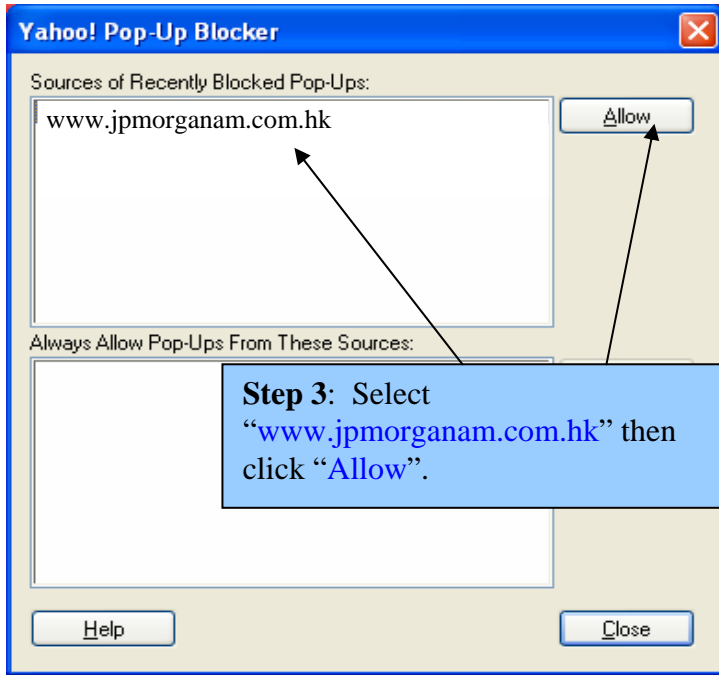 Yahoo! Pop-Up Blocker
Sources of Recently Blocked Pop-Ups:
www.jpmorganam.com.hk
Allow
Always Allow Pop-Ups From These Sources:
Step 3:  Select
“www.jpmorganam.com.hk” then
click “Allow”.
Help
Close